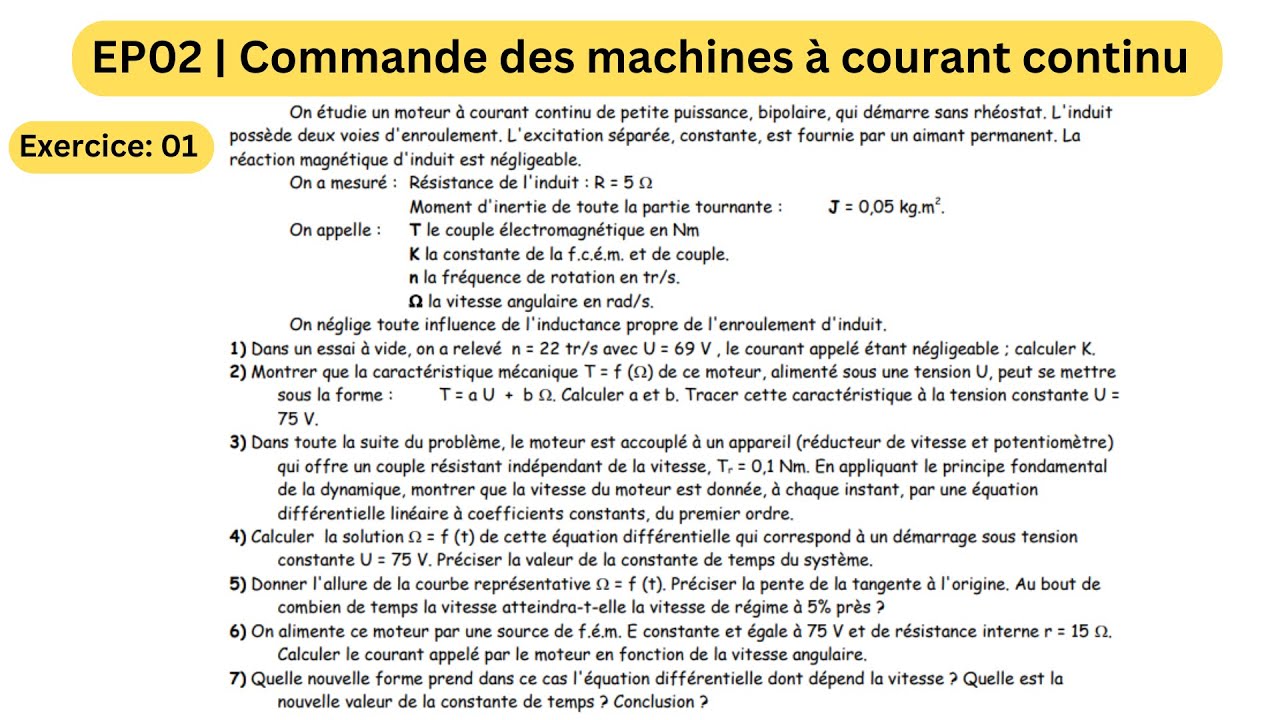 EP02 | Commande des machines à courant continu
Exercice: 01
On étudie un moteur à courant continu de petite puissance, bipolaire, qui démarre sans rhéostat. L'induit
possède deux voies d'enroulement. L'excitation séparée, constante, est fournie par un aimant permanent. La
réaction magnétique d'induit est négligeable.
On a mesuré : Résistance de l'induit : R = 5 Ω
Moment d'inertie de toute la partie tournante : J = 0,05 kg.m².
On appelle : T le couple électromagnétique en Nm
K la constante de la f.c.é.m. et de couple.
n la fréquence de rotation en tr/s.
Ω la vitesse angulaire en rad/s.
On néglige toute influence de l'inductance propre de l'enroulement d'induit.
1) Dans un essai à vide, on a relevé n = 22 tr/s avec U = 69 V , le courant appelé étant négligeable ; calculer K.
2) Montrer que la caractéristique mécanique T = f (Ω) de ce moteur, alimenté sous une tension U, peut se mettre
sous la forme : T = a U + b Ω. Calculer a et b. Tracer cette caractéristique à la tension constante U =
75 V.
3) Dans toute la suite du problème, le moteur est accouplé à un appareil (réducteur de vitesse et potentiomètre)
qui offre un couple résistant indépendant de la vitesse, Tᵣ = 0,1 Nm. En appliquant le principe fondamental
de la dynamique, montrer que la vitesse du moteur est donnée, à chaque instant, par une équation
différentielle linéaire à coefficients constants, du premier ordre.
4) Calculer la solution Ω = f (t) de cette équation différentielle qui correspond à un démarrage sous tension
constante U = 75 V. Préciser la valeur de la constante de temps du système.
5) Donner l'allure de la courbe représentative Ω = f (t). Préciser la pente de la tangente à l'origine. Au bout de
combien de temps la vitesse atteindra-t-elle la vitesse de régime à 5% près ?
6) On alimente ce moteur par une source de f.é.m. E constante et égale à 75 V et de résistance interne r = 15 Ω.
Calculer le courant appelé par le moteur en fonction de la vitesse angulaire.
7) Quelle nouvelle forme prend dans ce cas l'équation différentielle dont dépend la vitesse ? Quelle est la
nouvelle valeur de la constante de temps ? Conclusion ?